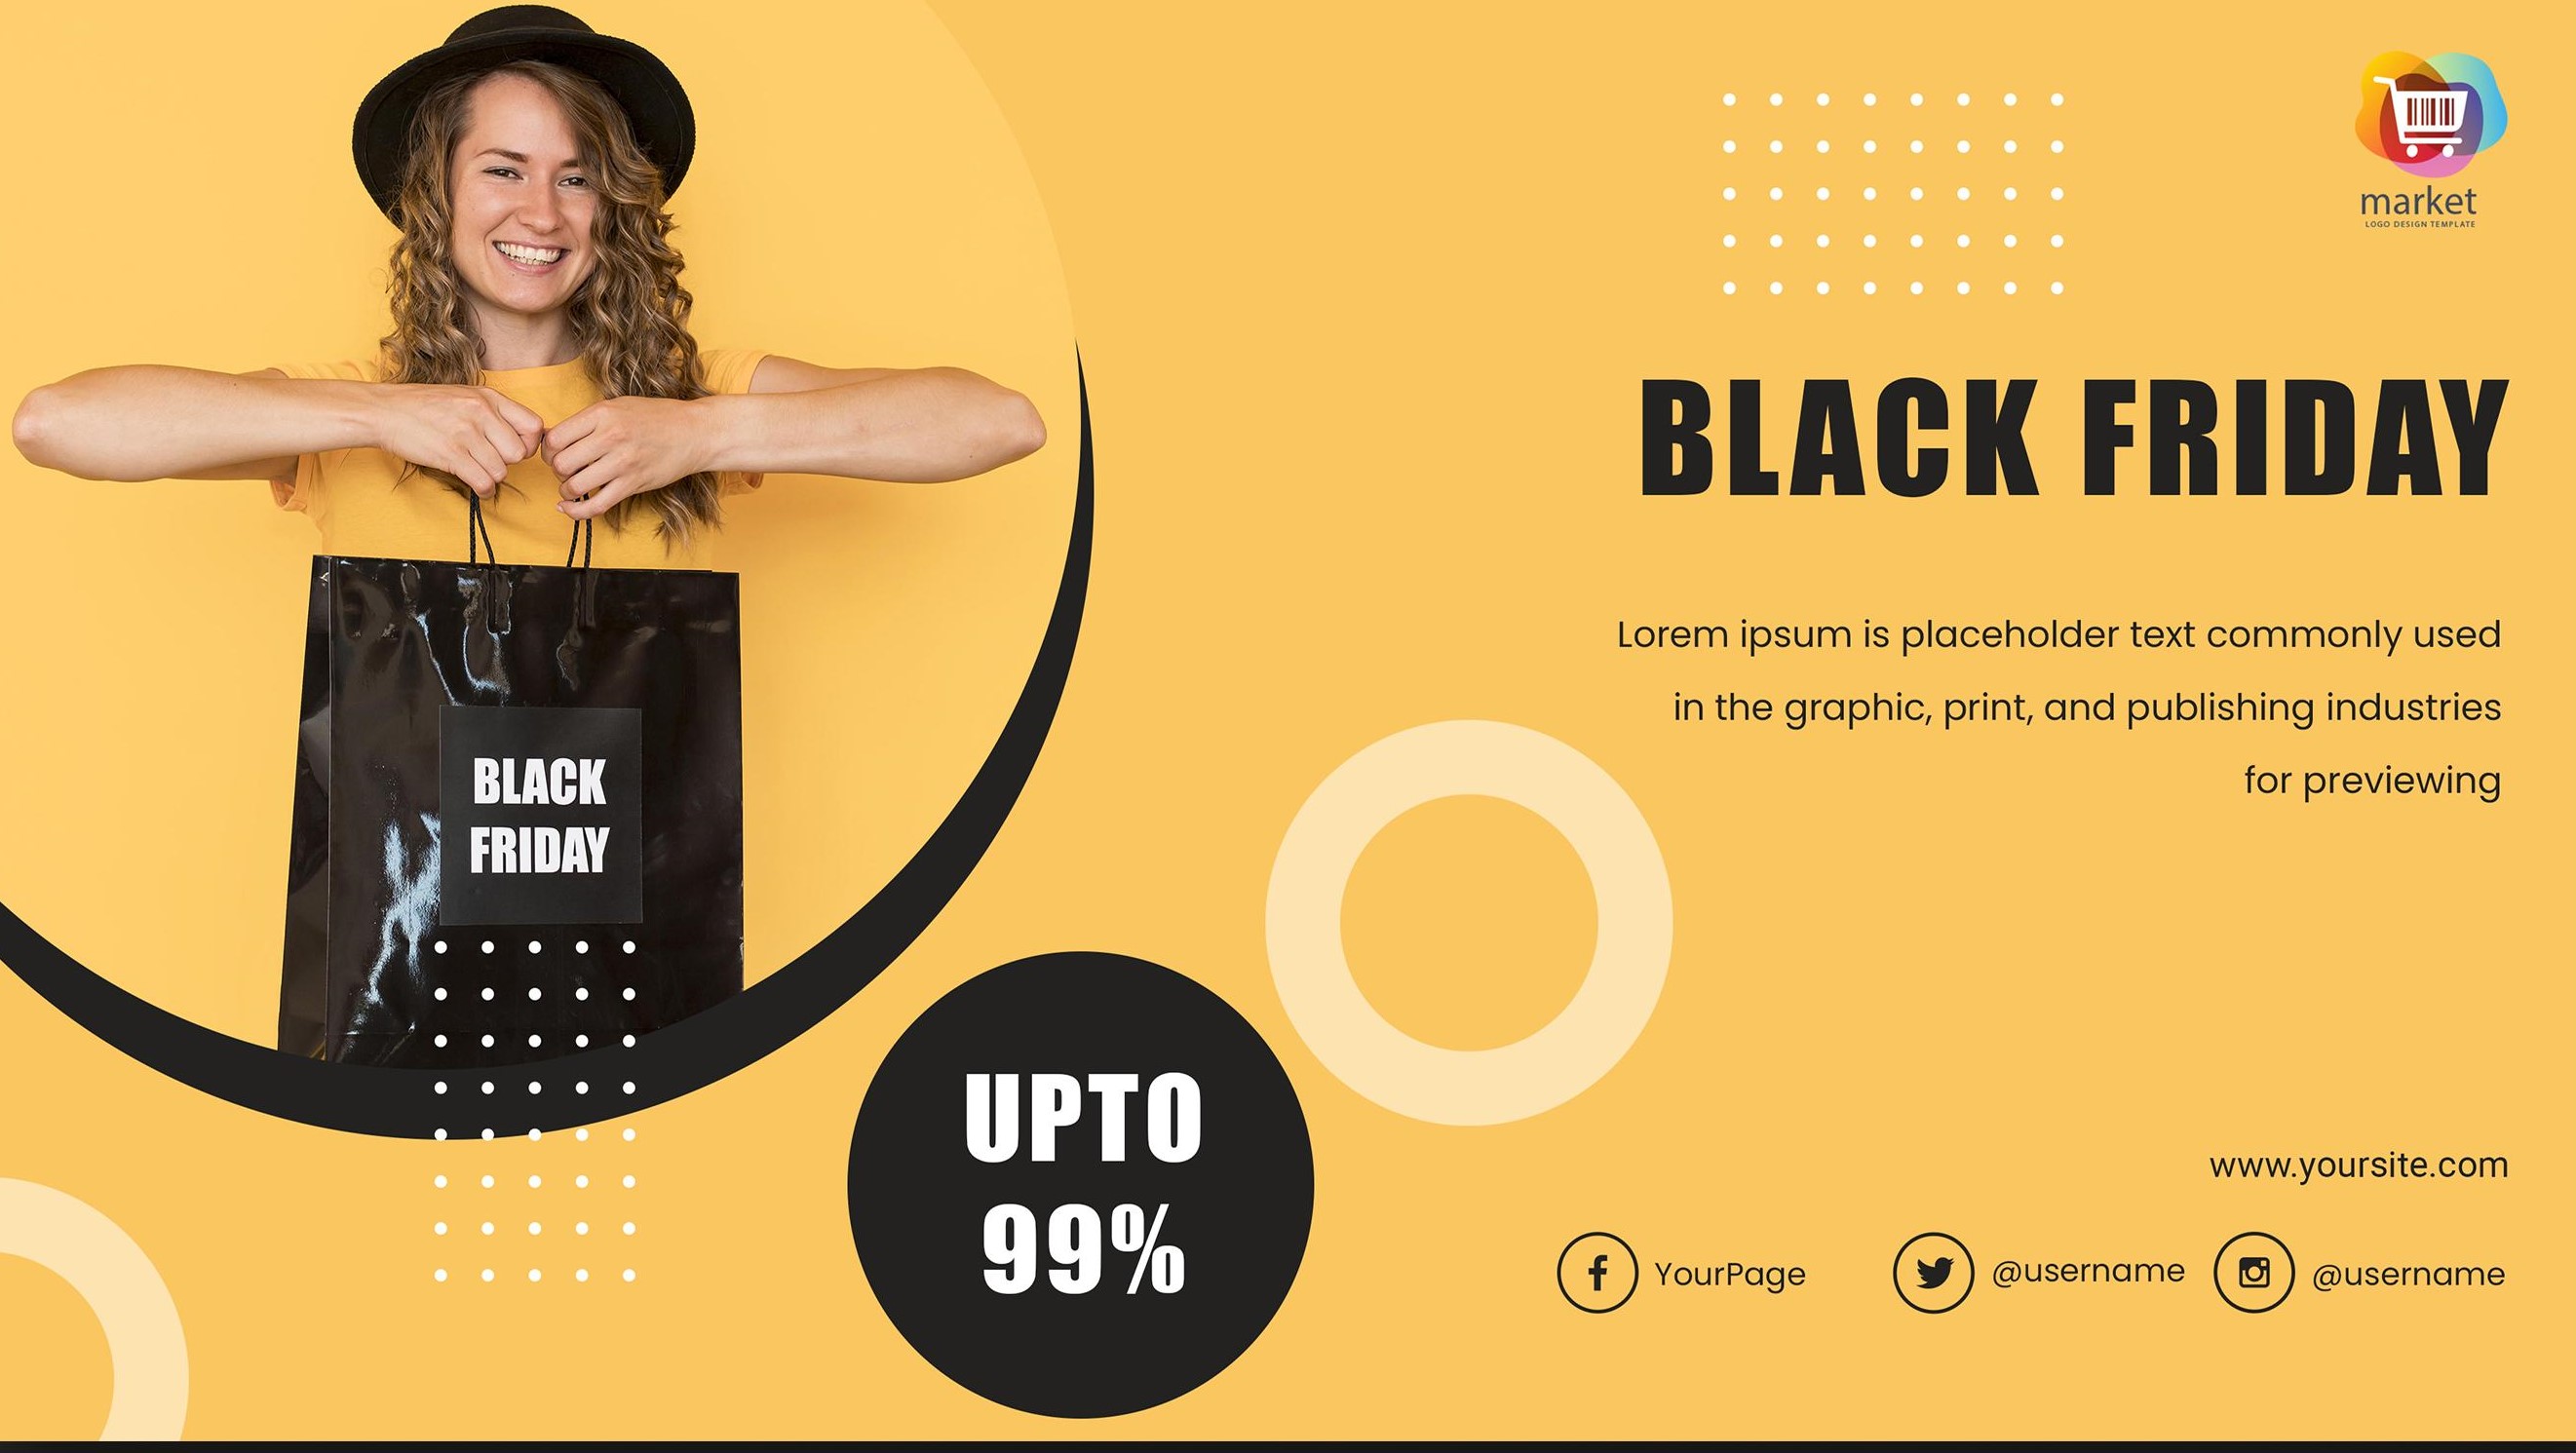 market
LOGO DESIGN TEMPLATE
BLACK FRIDAY
Lorem ipsum is placeholder text commonly used
in the graphic, print, and publishing industries
for previewing
BLACK
FRIDAY
UPTO
99%
www.yoursite.com
YourPage
@username
@username